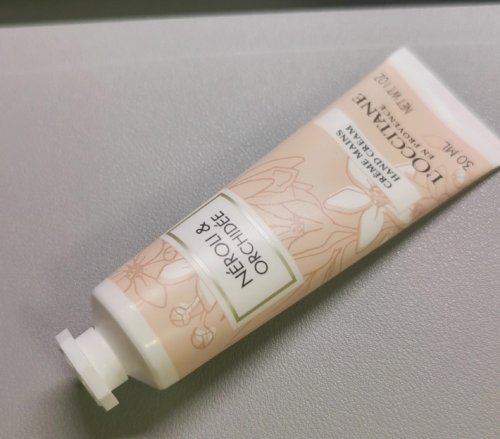 30 ML
NET WT 1 OZ
L'OCCITANE
EN PROVENCE
CRÈME MAINS
HAND CREAM
NÉROLI &
ORCHIDÉE